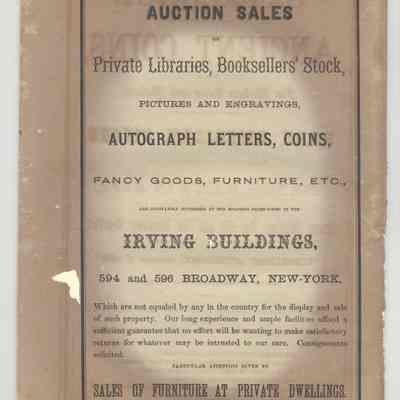 AUCTION SALES
OF
Private Libraries, Booksellers' Stock,
PICTURES AND ENGRAVINGS,
AUTOGRAPH LETTERS, COINS,
FANCY GOODS, FURNITURE, ETC.,
IRVING BUILDINGS,
594 and 596 BROADWAY, NEW-YORK.
Which are not equaled by any in the country for the display and sale
of such property. Our long experience and ample facilities afford a
sufficient guarantee that no effort will be wanting to make satisfactory
returns for whatever may be intrusted to our care. Consignments
solicited.
PARTICULAR ATTENTION GIVEN TO
SALES OF FURNITURE AT PRIVATE DWELLINGS.